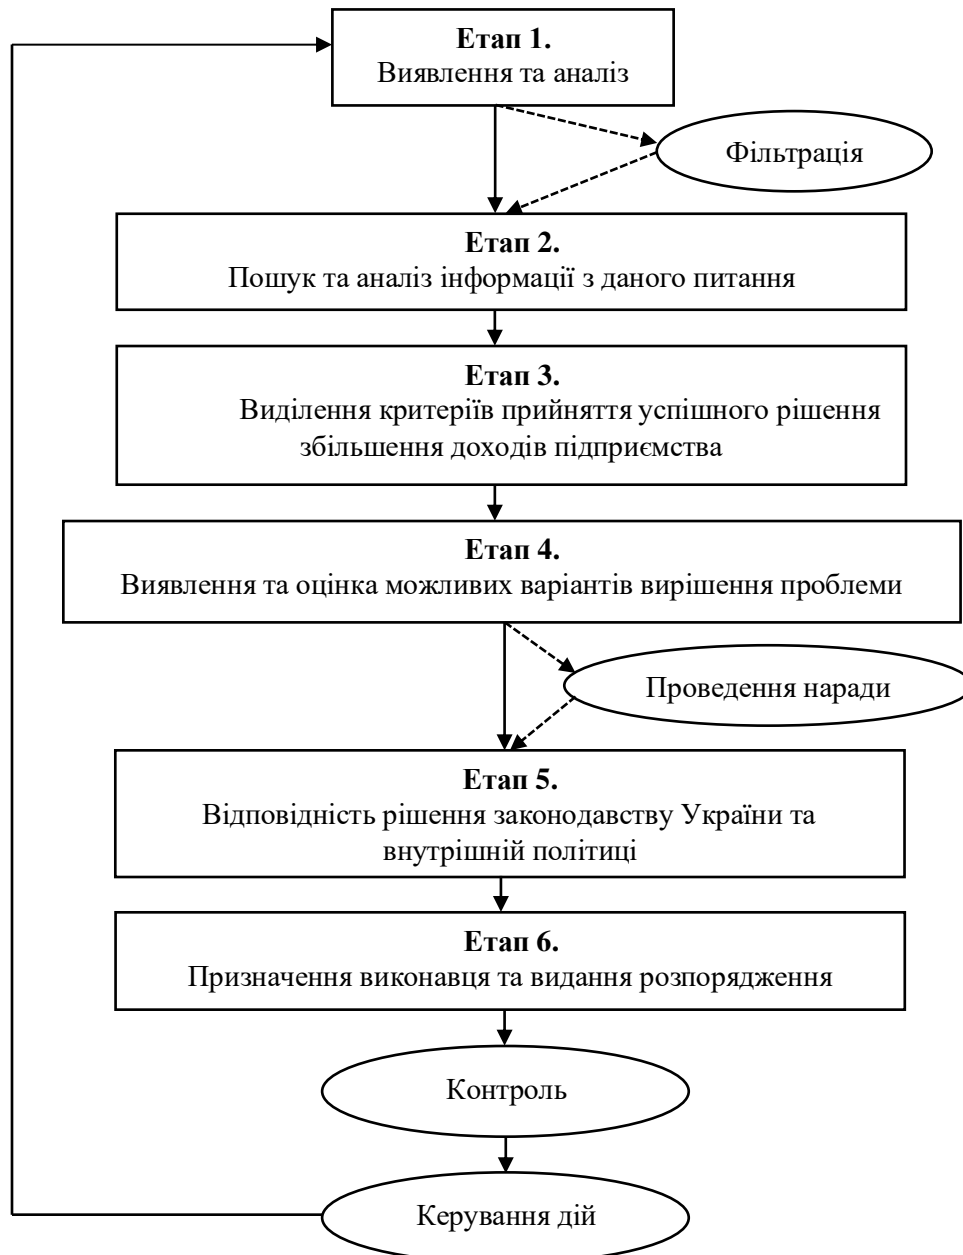 Етап 1.
Виявлення та аналіз
Фільтрація
Етап 2.
Пошук та аналіз інформації з даного питання
Етап 3.
Виділення критеріїв прийняття успішного рішення
збільшення доходів підприємства
Етап 4.
Виявлення та оцінка можливих варіантів вирішення проблеми
Проведення наради
Етап 5.
Відповідність рішення законодавству України та
внутрішній політиці
Етап 6.
Призначення виконавця та видання розпорядження
Контроль
Керування дій